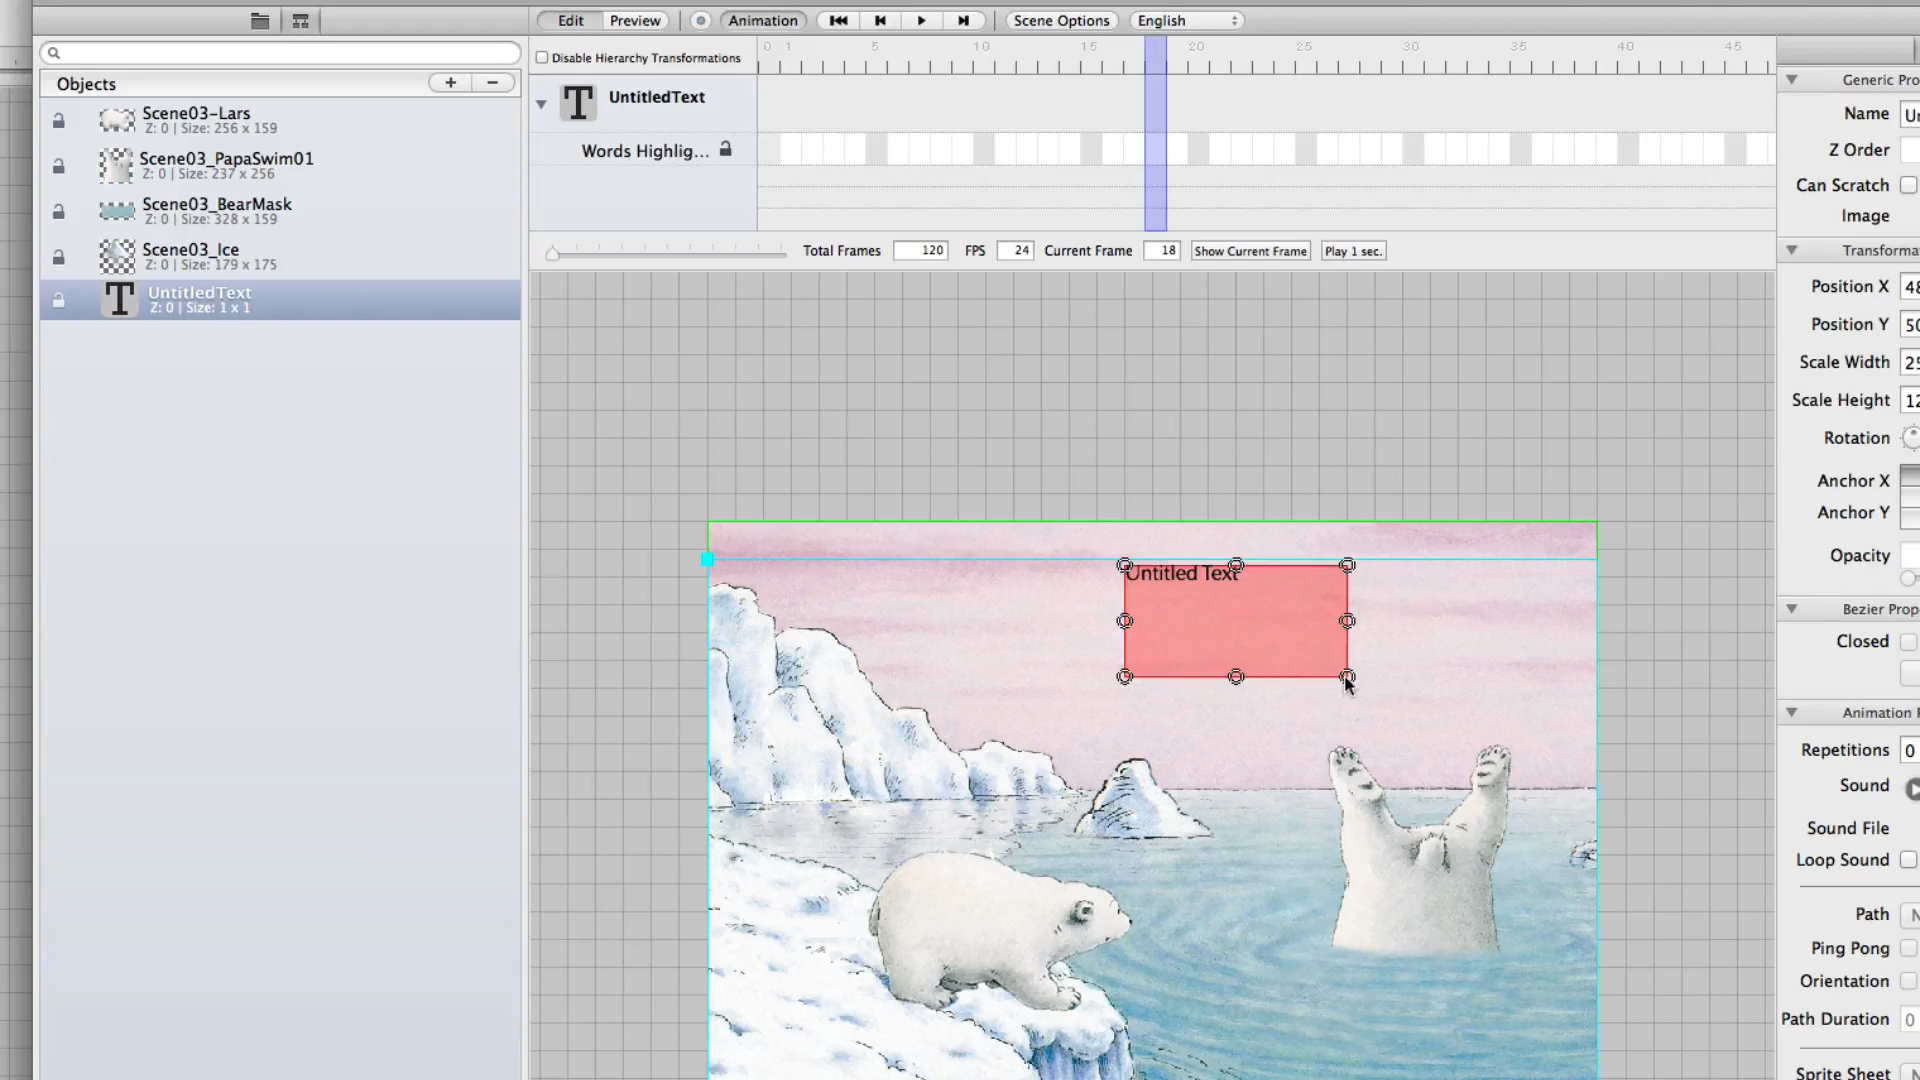 Edit Preview Animation Scene Options English
Objects + −
Scene03-Lars
Z: 0 | Size: 256 x 159
Scene03_PapaSwim01
Z: 0 | Size: 237 x 256
Scene03_BearMask
Z: 0 | Size: 328 x 159
Scene03_Ice
Z: 0 | Size: 179 x 175
T UntitledText
Z: 0 | Size: 1 x 1
Disable Hierarchy Transformations
0 1 5 10 15 20 25 30 35 40 45
T UntitledText
Words Highlig...
Total Frames 120 FPS 24 Current Frame 18 Show Current Frame Play 1 sec.
Untitled Text
Generic Pro
Name Un
Z Order
Can Scratch
Image
Transforma
Position X 48
Position Y 50
Scale Width 25
Scale Height 12
Rotation
Anchor X
Anchor Y
Opacity
Bezier Prop
Closed
Animation P
Repetitions 0
Sound
Sound File
Loop Sound
Path N
Ping Pong
Orientation
Path Duration 0
Sprite Sheet N